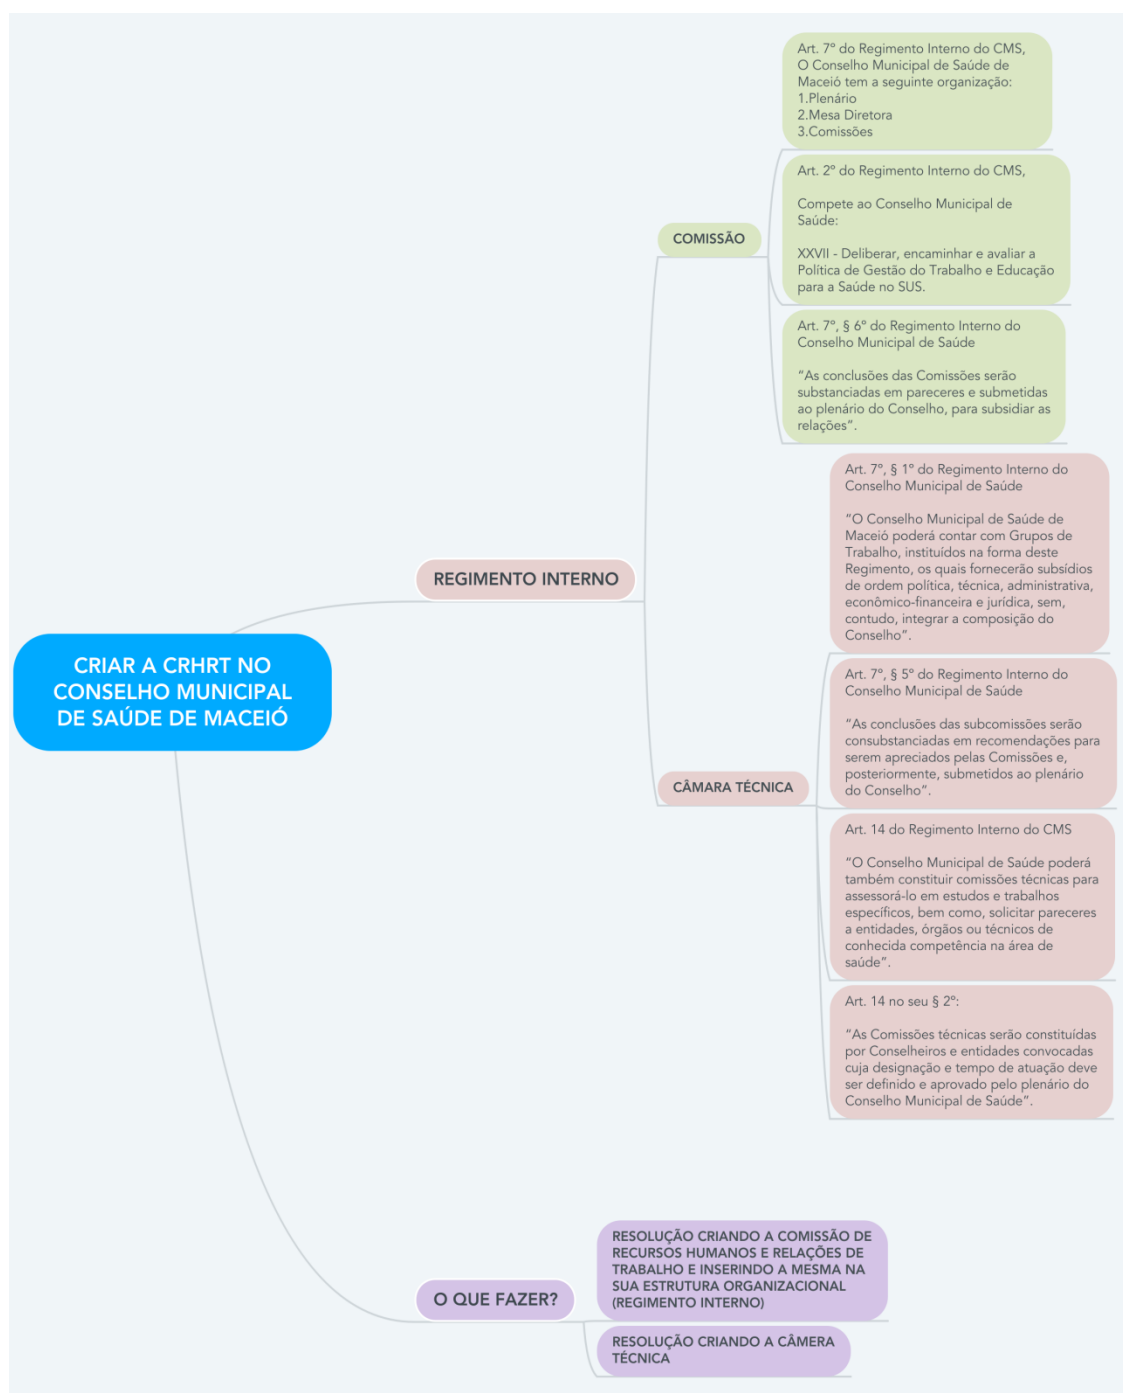 CRIAR A CRHRT NO
CONSELHO MUNICIPAL
DE SAÚDE DE MACEIÓ
REGIMENTO INTERNO
COMISSÃO
Art. 7º do Regimento Interno do CMS,
O Conselho Municipal de Saúde de
Maceió tem a seguinte organização:
1.Plenário
2.Mesa Diretora
3.Comissões
Art. 2º do Regimento Interno do CMS,
Compete ao Conselho Municipal de
Saúde:
XXVII - Deliberar, encaminhar e avaliar a
Política de Gestão do Trabalho e Educação
para a Saúde no SUS.
Art. 7º, § 6º do Regimento Interno do
Conselho Municipal de Saúde
“As conclusões das Comissões serão
substanciadas em pareceres e submetidas
ao plenário do Conselho, para subsidiar as
relações”.
CÂMARA TÉCNICA
Art. 7º, § 1º do Regimento Interno do
Conselho Municipal de Saúde
“O Conselho Municipal de Saúde de
Maceió poderá contar com Grupos de
Trabalho, instituídos na forma deste
Regimento, os quais fornecerão subsídios
de ordem política, técnica, administrativa,
econômico-financeira e jurídica, sem,
contudo, integrar a composição do
Conselho”.
Art. 7º, § 5º do Regimento Interno do
Conselho Municipal de Saúde
“As conclusões das subcomissões serão
consubstanciadas em recomendações para
serem apreciados pelas Comissões e,
posteriormente, submetidos ao plenário
do Conselho”.
Art. 14 do Regimento Interno do CMS
“O Conselho Municipal de Saúde poderá
também constituir comissões técnicas para
assessorá-lo em estudos e trabalhos
específicos, bem como, solicitar pareceres
a entidades, órgãos ou técnicos de
conhecida competência na área de
saúde”.
Art. 14 no seu § 2º:
“As Comissões técnicas serão constituídas
por Conselheiros e entidades convocadas
cuja designação e tempo de atuação deve
ser definido e aprovado pelo plenário do
Conselho Municipal de Saúde”.
O QUE FAZER?
RESOLUÇÃO CRIANDO A COMISSÃO DE
RECURSOS HUMANOS E RELAÇÕES DE
TRABALHO E INSERINDO A MESMA NA
SUA ESTRUTURA ORGANIZACIONAL
(REGIMENTO INTERNO)
RESOLUÇÃO CRIANDO A CÂMERA
TÉCNICA